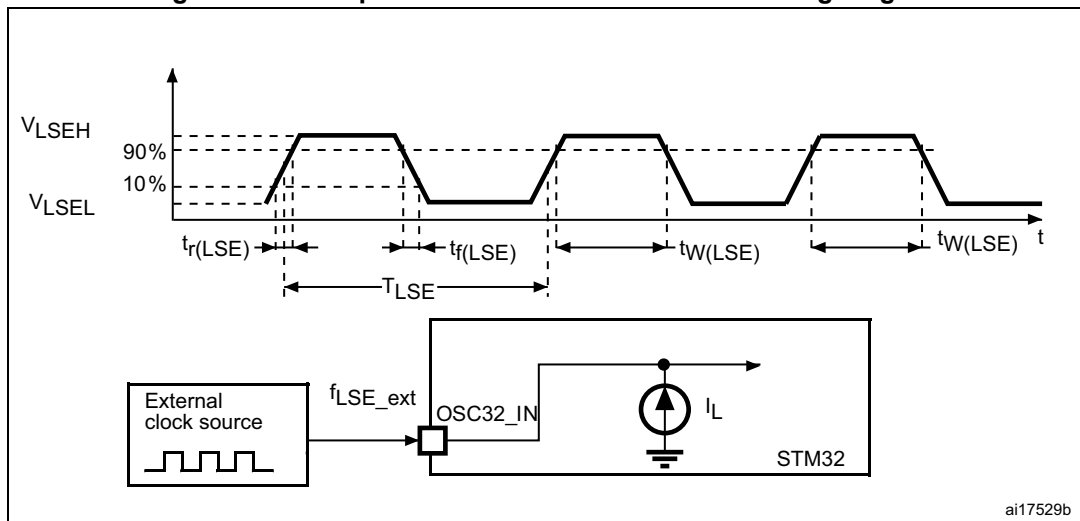 VLSEH
90%
10%
VLSEL
tr(LSE)
tf(LSE)
tW(LSE)
tW(LSE)
t
TLSE
External
clock source
fLSE_ext
OSC32_IN
IL
STM32
ai17529b